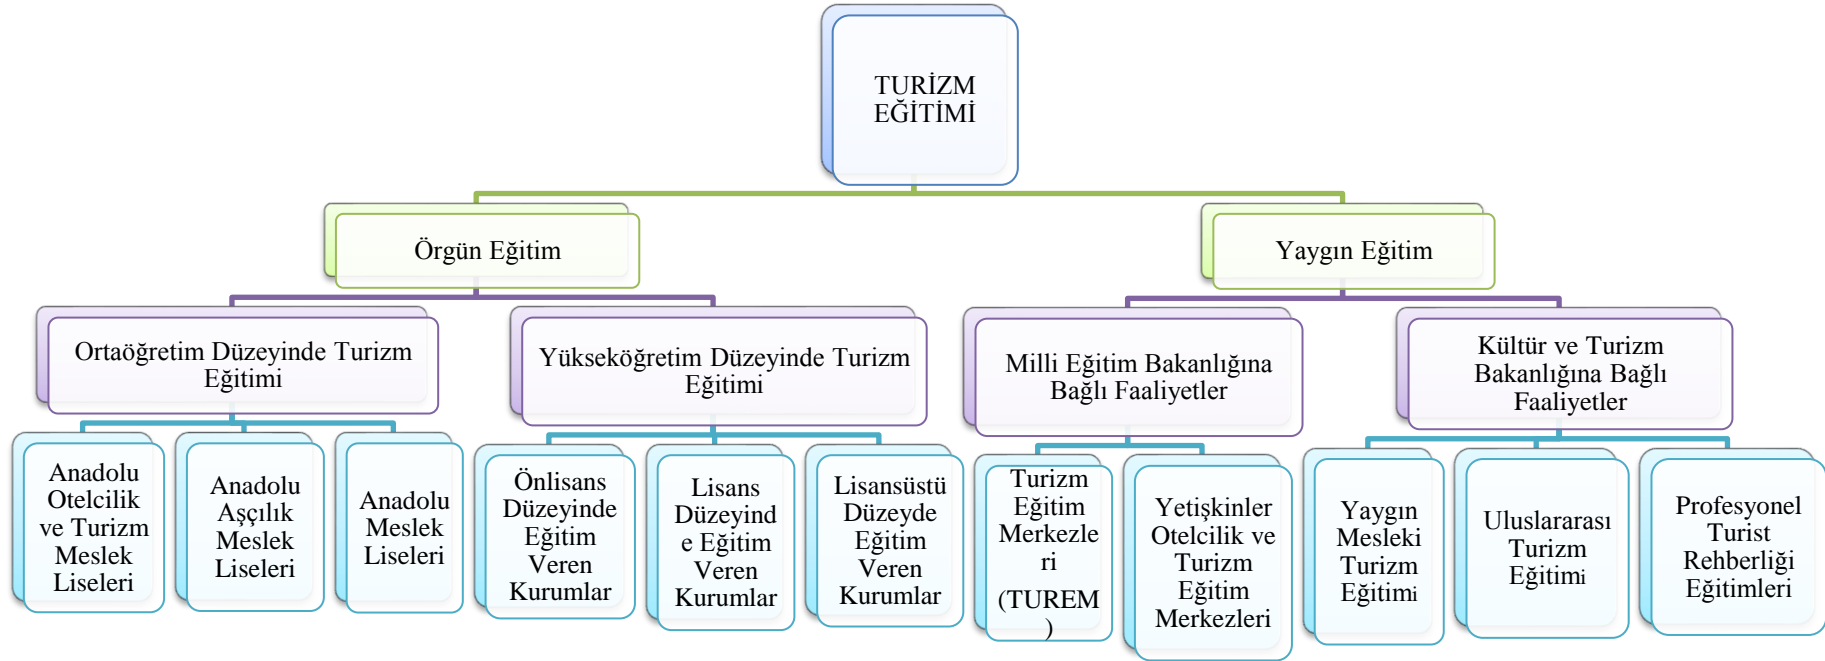 TURİZM
EĞİTİMİ
Örgün Eğitim
Yaygın Eğitim
Ortaöğretim Düzeyinde Turizm
Eğitimi
Yükseköğretim Düzeyinde Turizm
Eğitimi
Milli Eğitim Bakanlığına
Bağlı Faaliyetler
Kültür ve Turizm
Bakanlığına Bağlı
Faaliyetler
Anadolu
Otelcilik
ve Turizm
Meslek
Liseleri
Anadolu
Aşçılık
Meslek
Liseleri
Anadolu
Meslek
Liseleri
Önlisans
Düzeyinde
Eğitim
Veren
Kurumlar
Lisans
Düzeyind
e Eğitim
Veren
Kurumlar
Lisansüstü
Düzeyde
Eğitim
Veren
Kurumlar
Turizm
Eğitim
Merkezle
ri
(TUREM
)
Yetişkinler
Otelcilik ve
Turizm
Eğitim
Merkezleri
Yaygın
Mesleki
Turizm
Eğitimi
Uluslararası
Turizm
Eğitimi
Profesyonel
Turist
Rehberliği
Eğitimleri